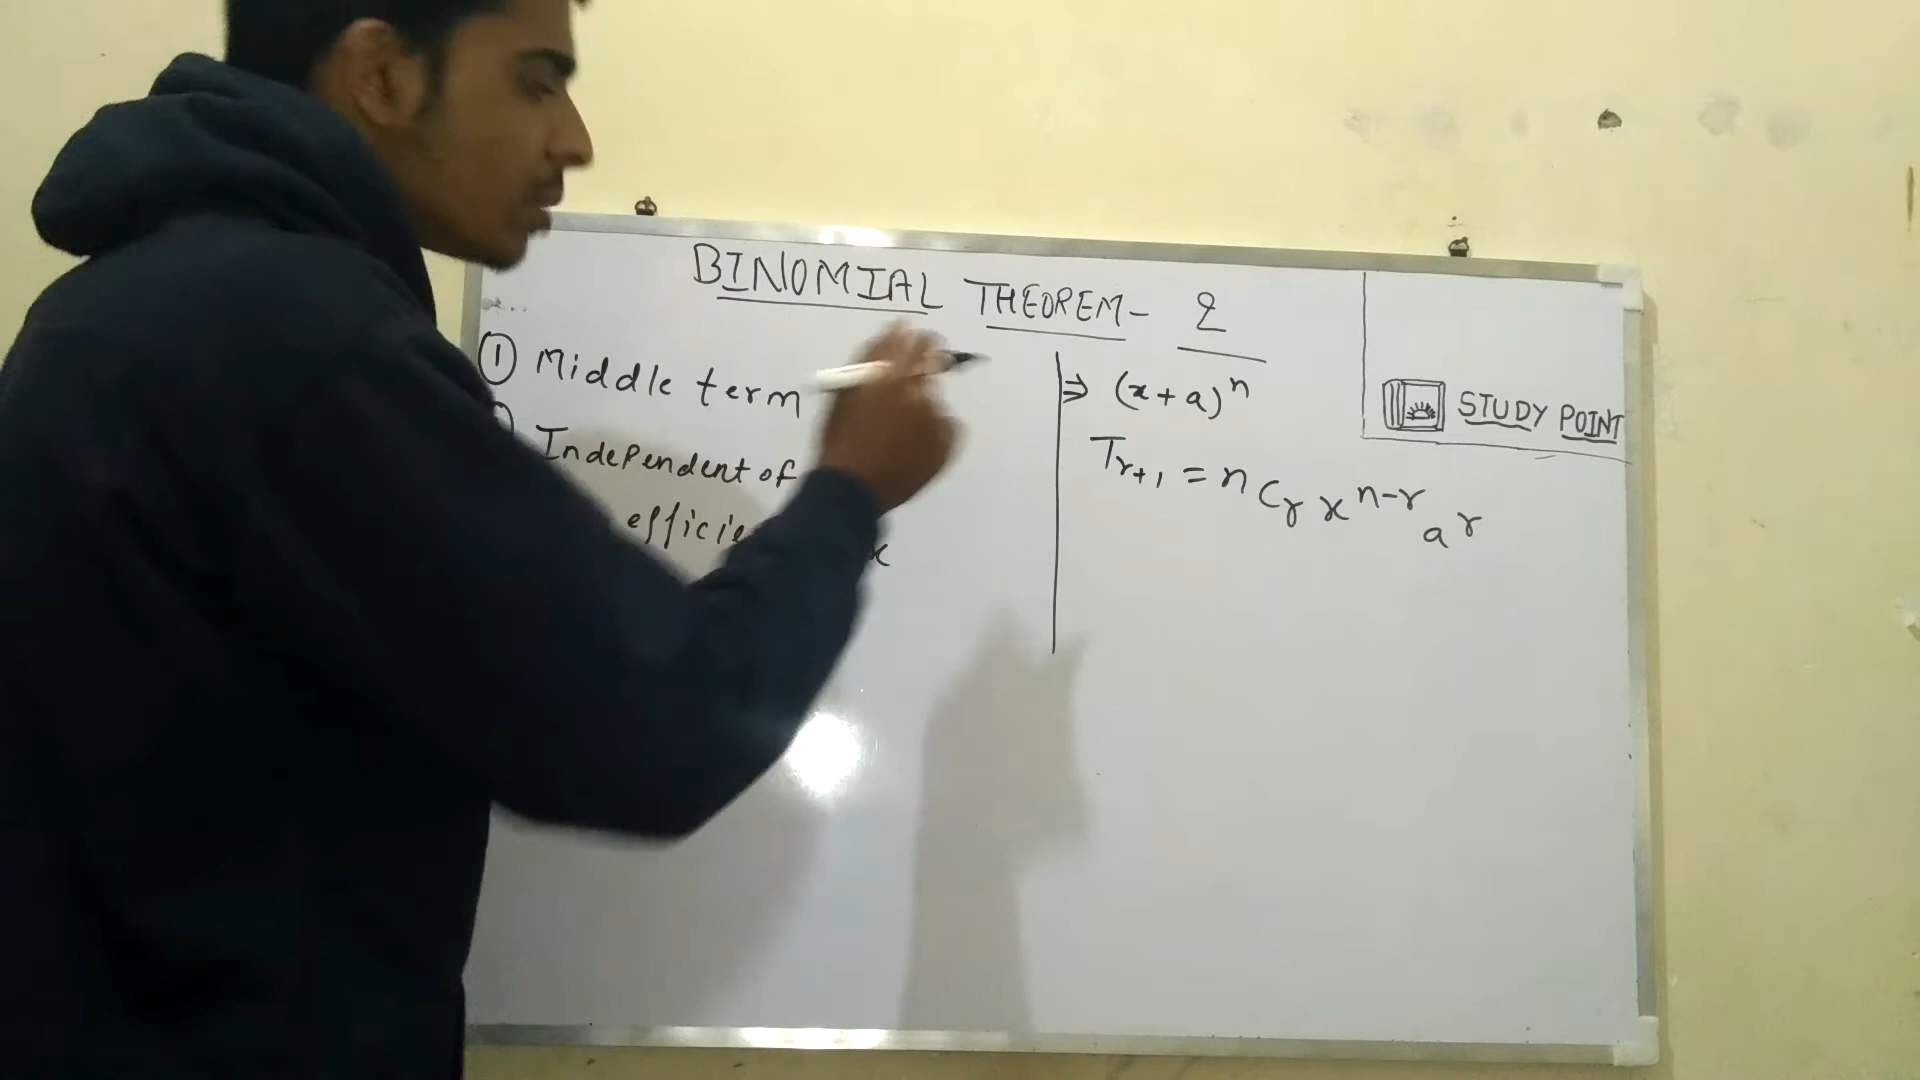 BINOMIAL THEOREM- 2
① Middle term
Independent of
efficie
x
⇒ (x+a)ⁿ
Tᵣ₊₁ = nCᵣ xⁿ⁻ʳ aʳ
STUDY POINT